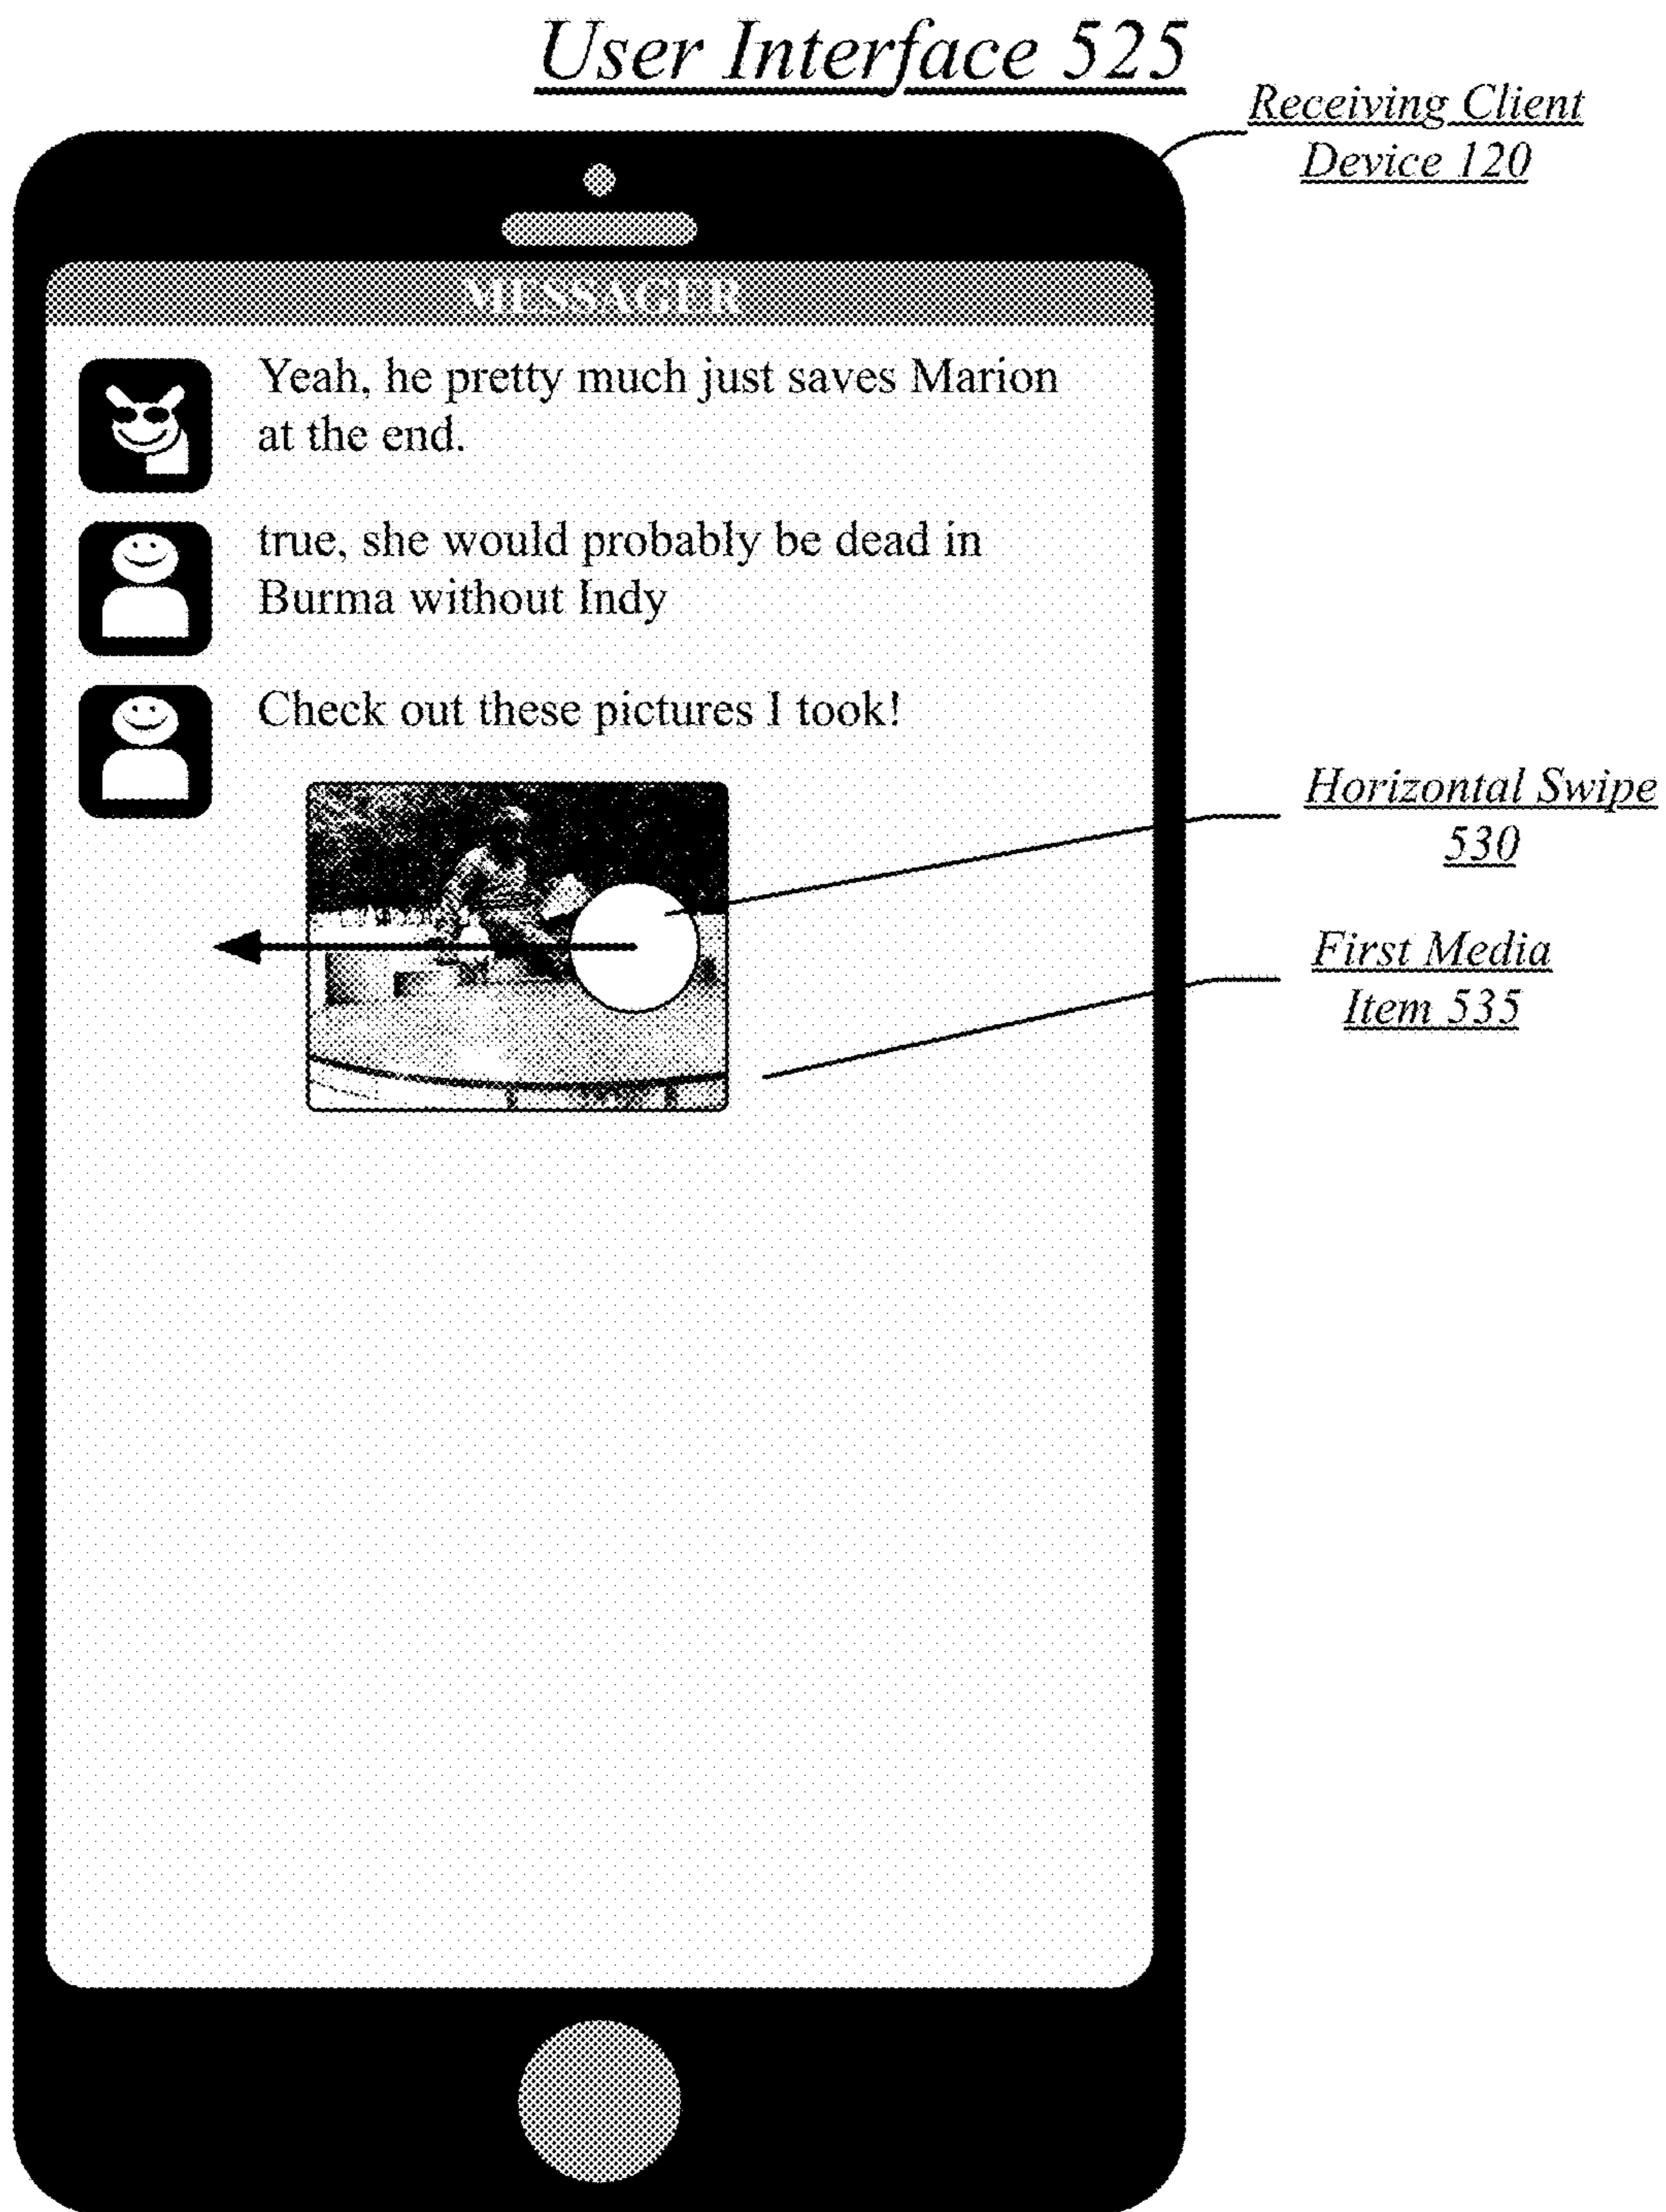 User Interface 525
Receiving Client
Device 120
MESSAGER
Yeah, he pretty much just saves Marion
at the end.
true, she would probably be dead in
Burma without Indy
Check out these pictures I took!
Horizontal Swipe
530
First Media
Item 535